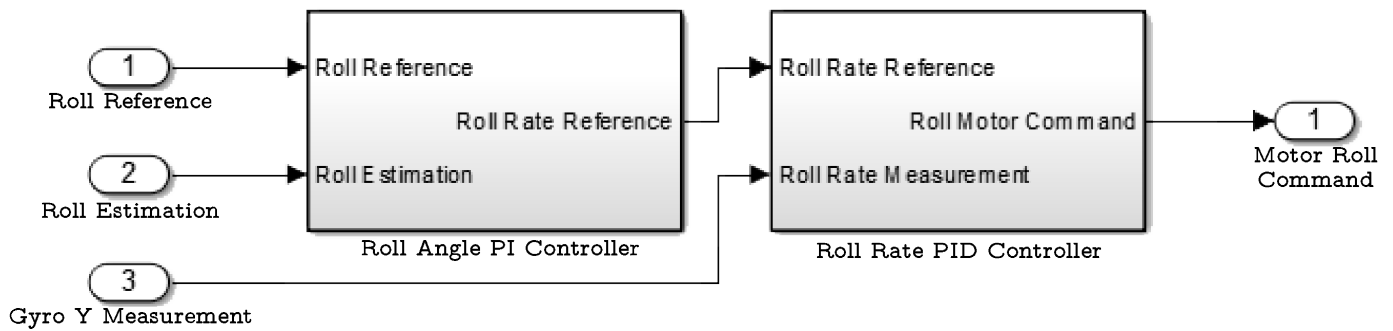 1
Roll Reference
2
Roll Estimation
3
Gyro Y Measurement
Roll Reference
Roll Rate Reference
Roll Estimation
Roll Angle PI Controller
Roll Rate Reference
Roll Motor Command
Roll Rate Measurement
Roll Rate PID Controller
1
Motor Roll
Command